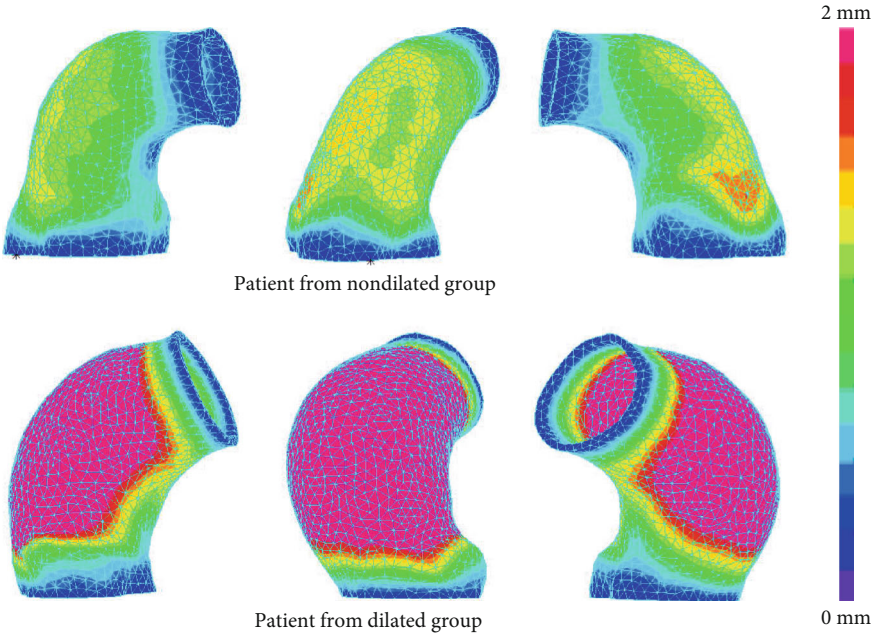 2 mm
Patient from nondilated group
Patient from dilated group
0 mm